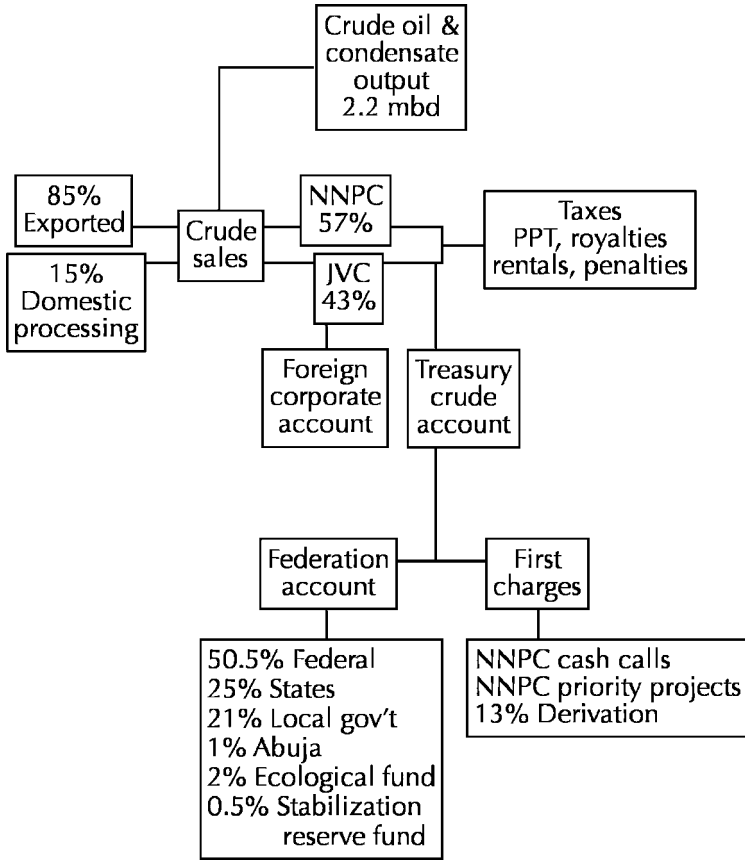 Crude oil &
condensate
output
2.2 mbd
85%
Exported
15%
Domestic
processing
Crude
sales
NNPC
57%
JVC
43%
Taxes
PPT, royalties
rentals, penalties
Foreign
corporate
account
Treasury
crude
account
Federation
account
First
charges
50.5% Federal
25% States
21% Local gov't
1% Abuja
2% Ecological fund
0.5% Stabilization
reserve fund
NNPC cash calls
NNPC priority projects
13% Derivation